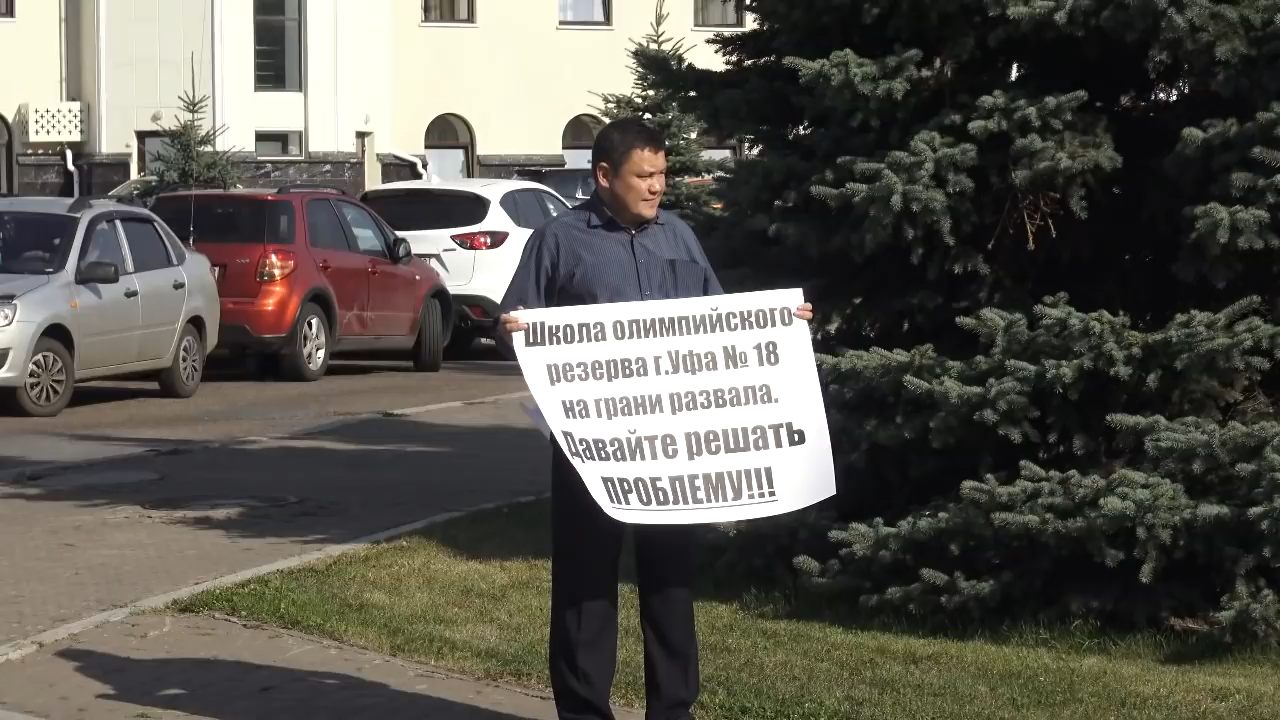 Школа олимпийского
резерва г.Уфа № 18
на грани развала.
Давайте решать
ПРОБЛЕМУ!!!